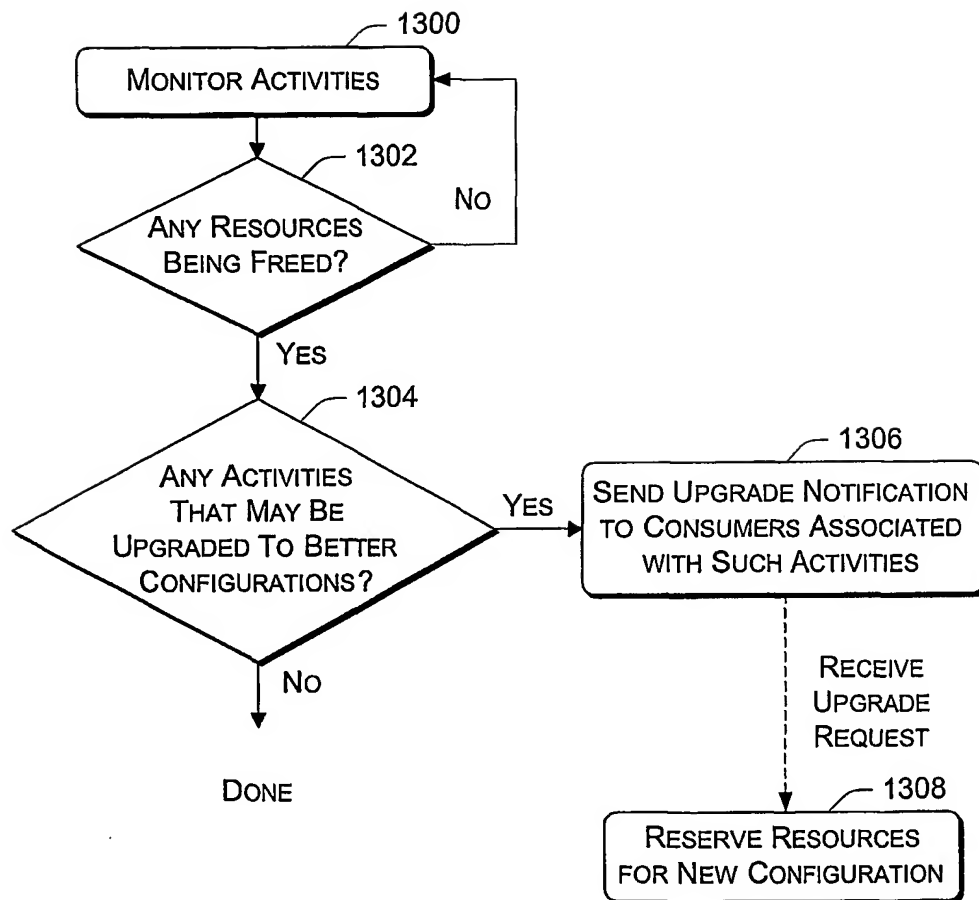 1300
MONITOR ACTIVITIES
1302
NO
ANY RESOURCES
BEING FREED?
YES
1304
ANY ACTIVITIES
THAT MAY BE
UPGRADED TO BETTER
CONFIGURATIONS?
YES
1306
SEND UPGRADE NOTIFICATION
TO CONSUMERS ASSOCIATED
WITH SUCH ACTIVITIES
NO
RECEIVE
UPGRADE
REQUEST
DONE
1308
RESERVE RESOURCES
FOR NEW CONFIGURATION